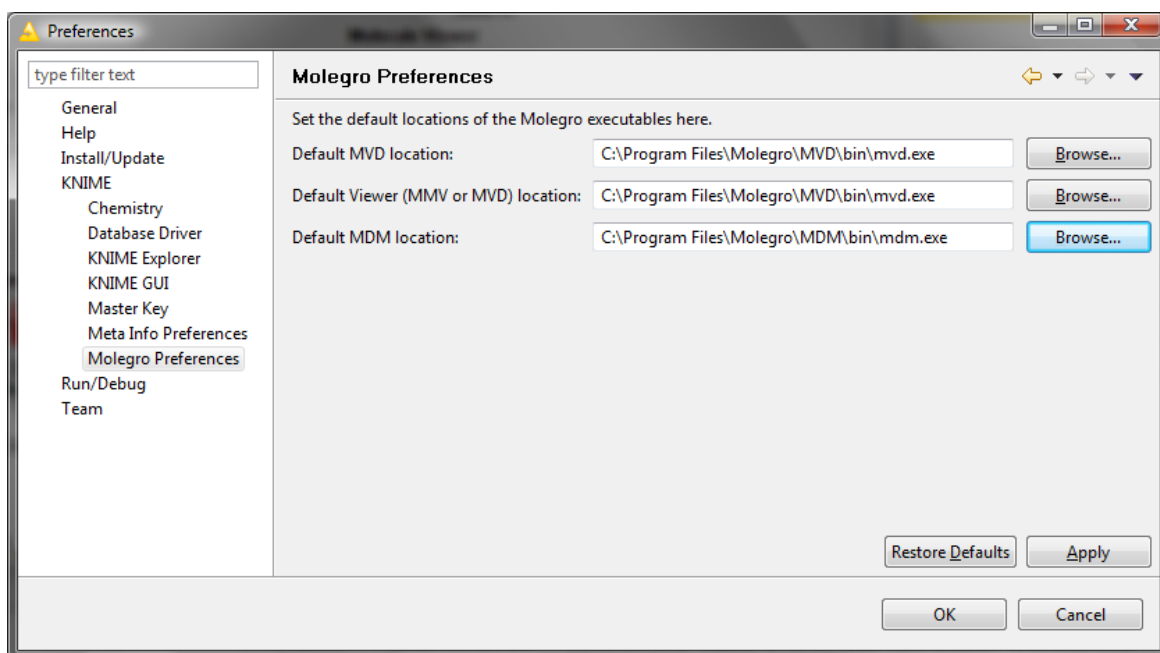 Preferences
type filter text
General
Help
Install/Update
KNIME
Chemistry
Database Driver
KNIME Explorer
KNIME GUI
Master Key
Meta Info Preferences
Molegro Preferences
Run/Debug
Team
Molegro Preferences
Set the default locations of the Molegro executables here.
Default MVD location: C:\Program Files\Molegro\MVD\bin\mvd.exe Browse...
Default Viewer (MMV or MVD) location: C:\Program Files\Molegro\MVD\bin\mvd.exe Browse...
Default MDM location: C:\Program Files\Molegro\MDM\bin\mdm.exe Browse...
Restore Defaults Apply
OK Cancel